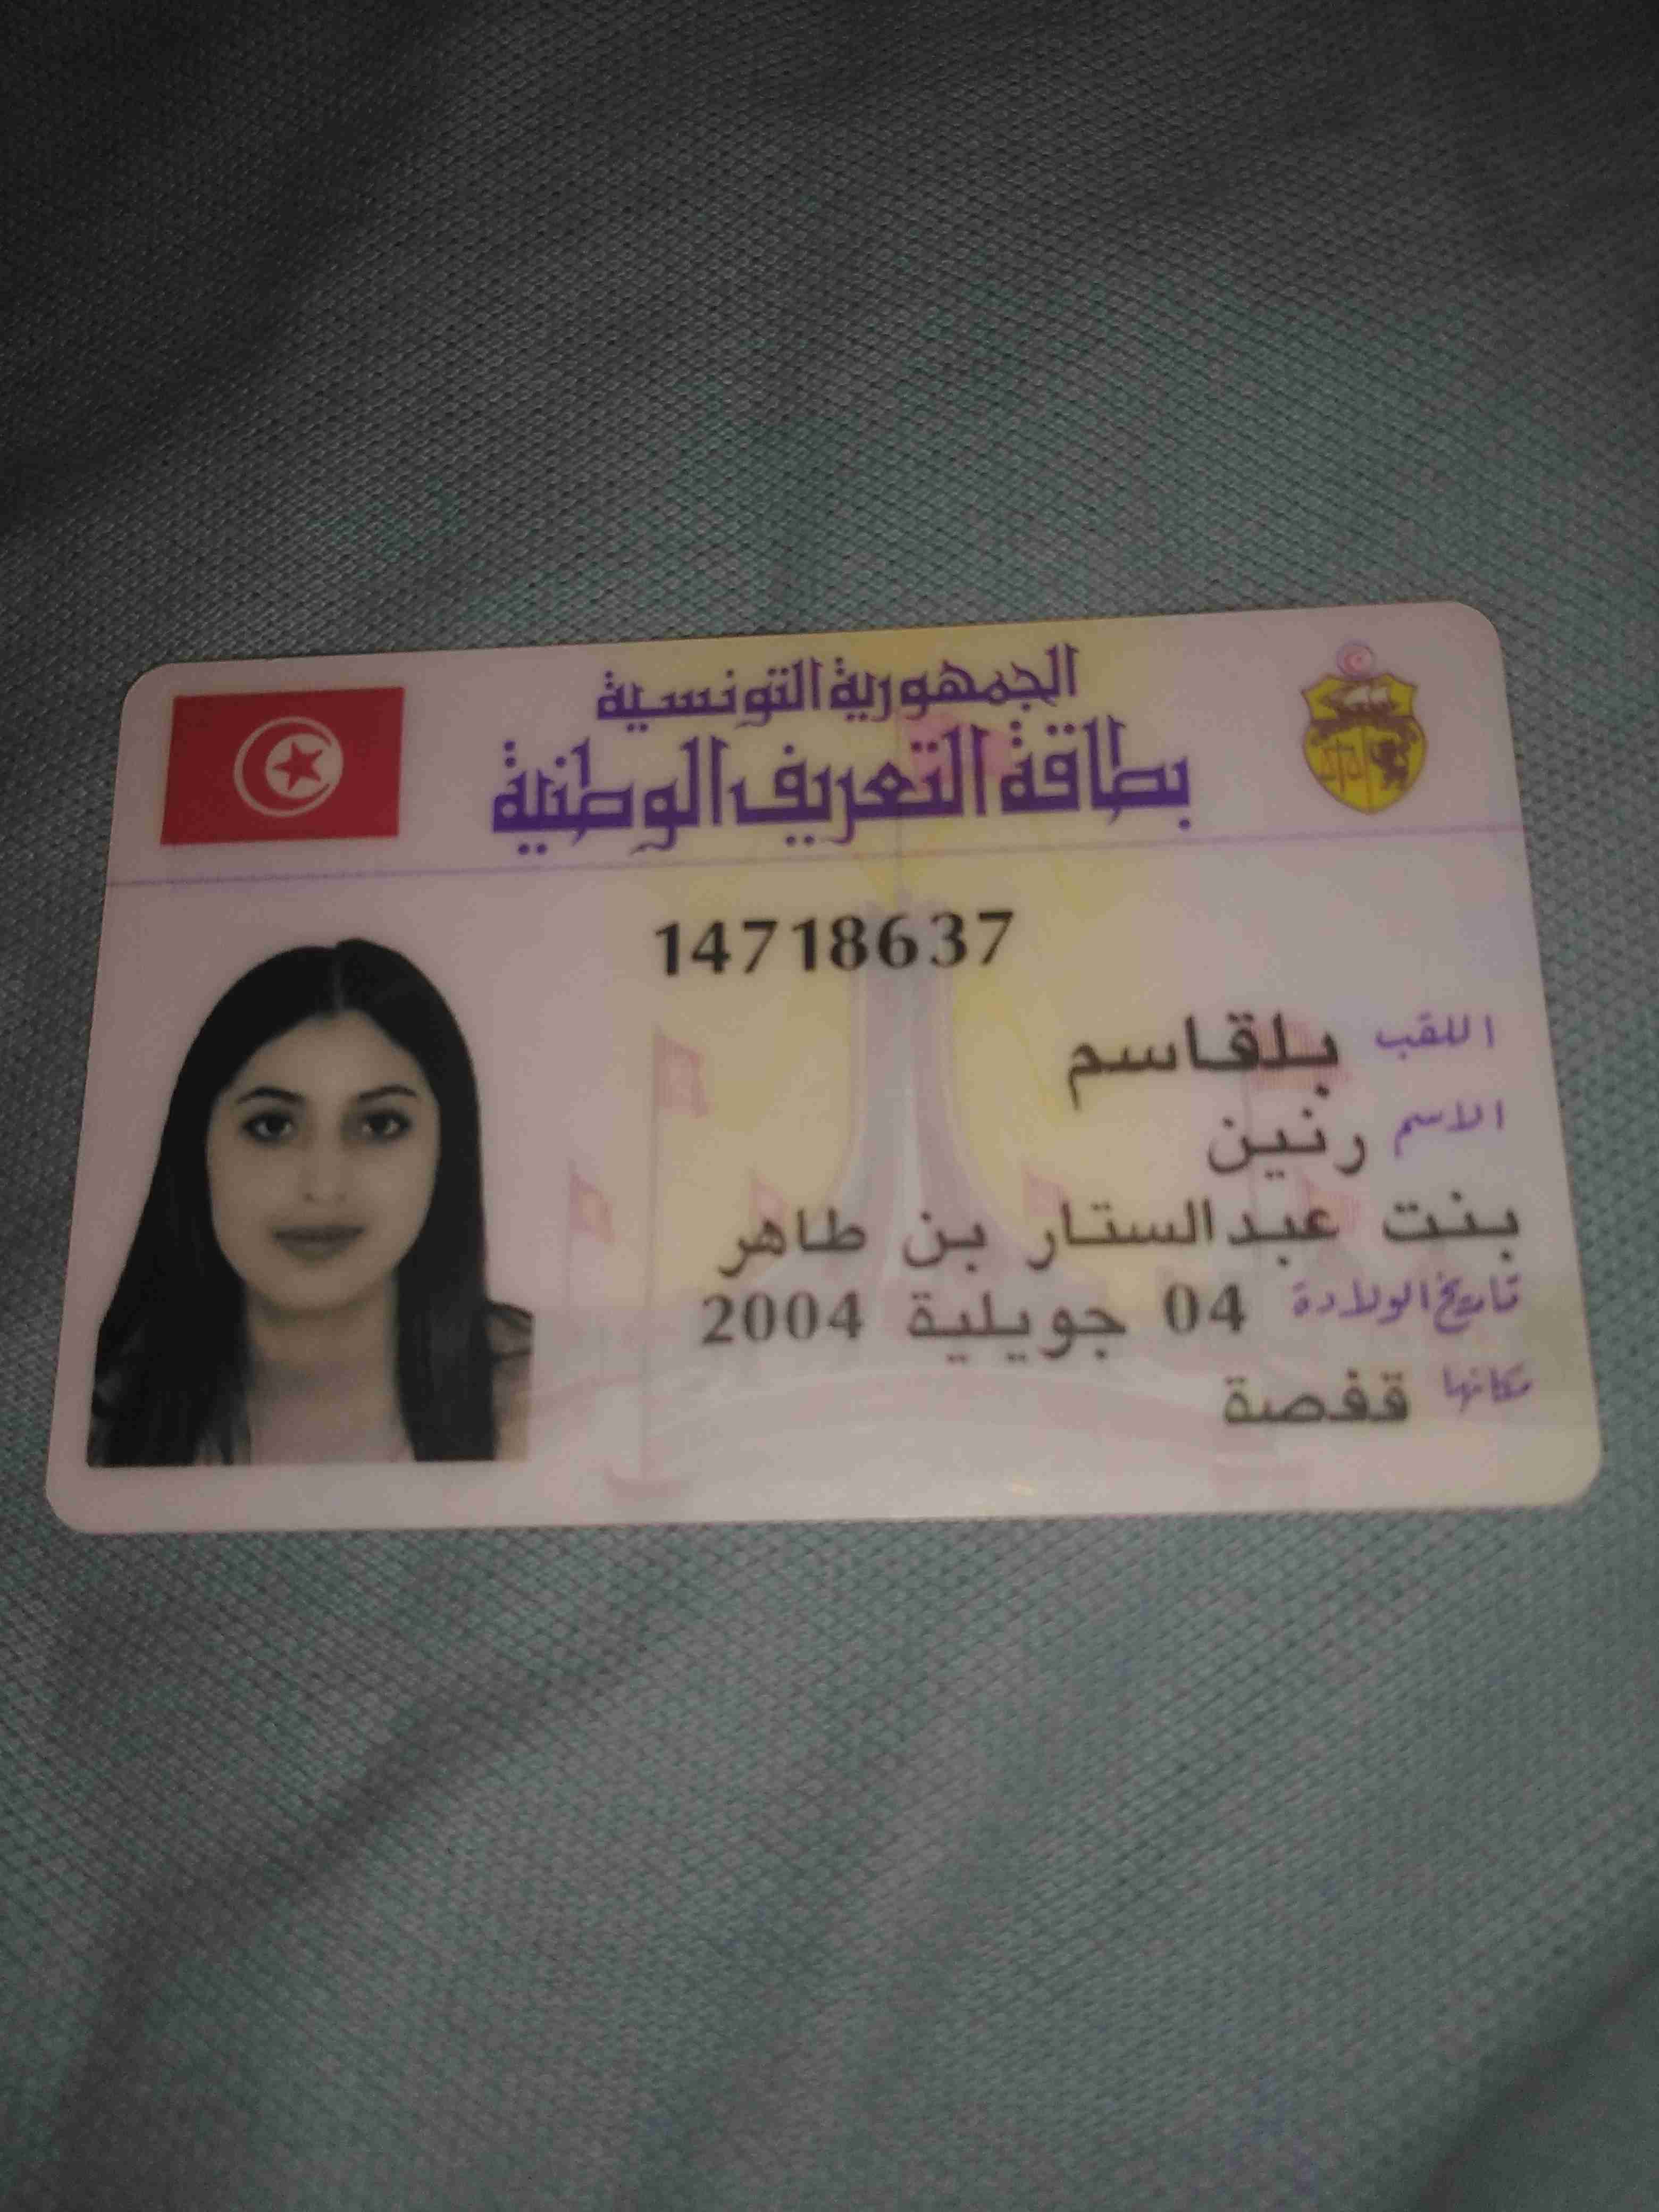 الجمهورية التونسية
بطاقة التعريف الوطنية
14718637
اللقب بلقاسم
الاسم رنين
بنت عبدالستار بن طاهر
تاريخ الولادة 04 جويلية 2004
مكانها قفصة